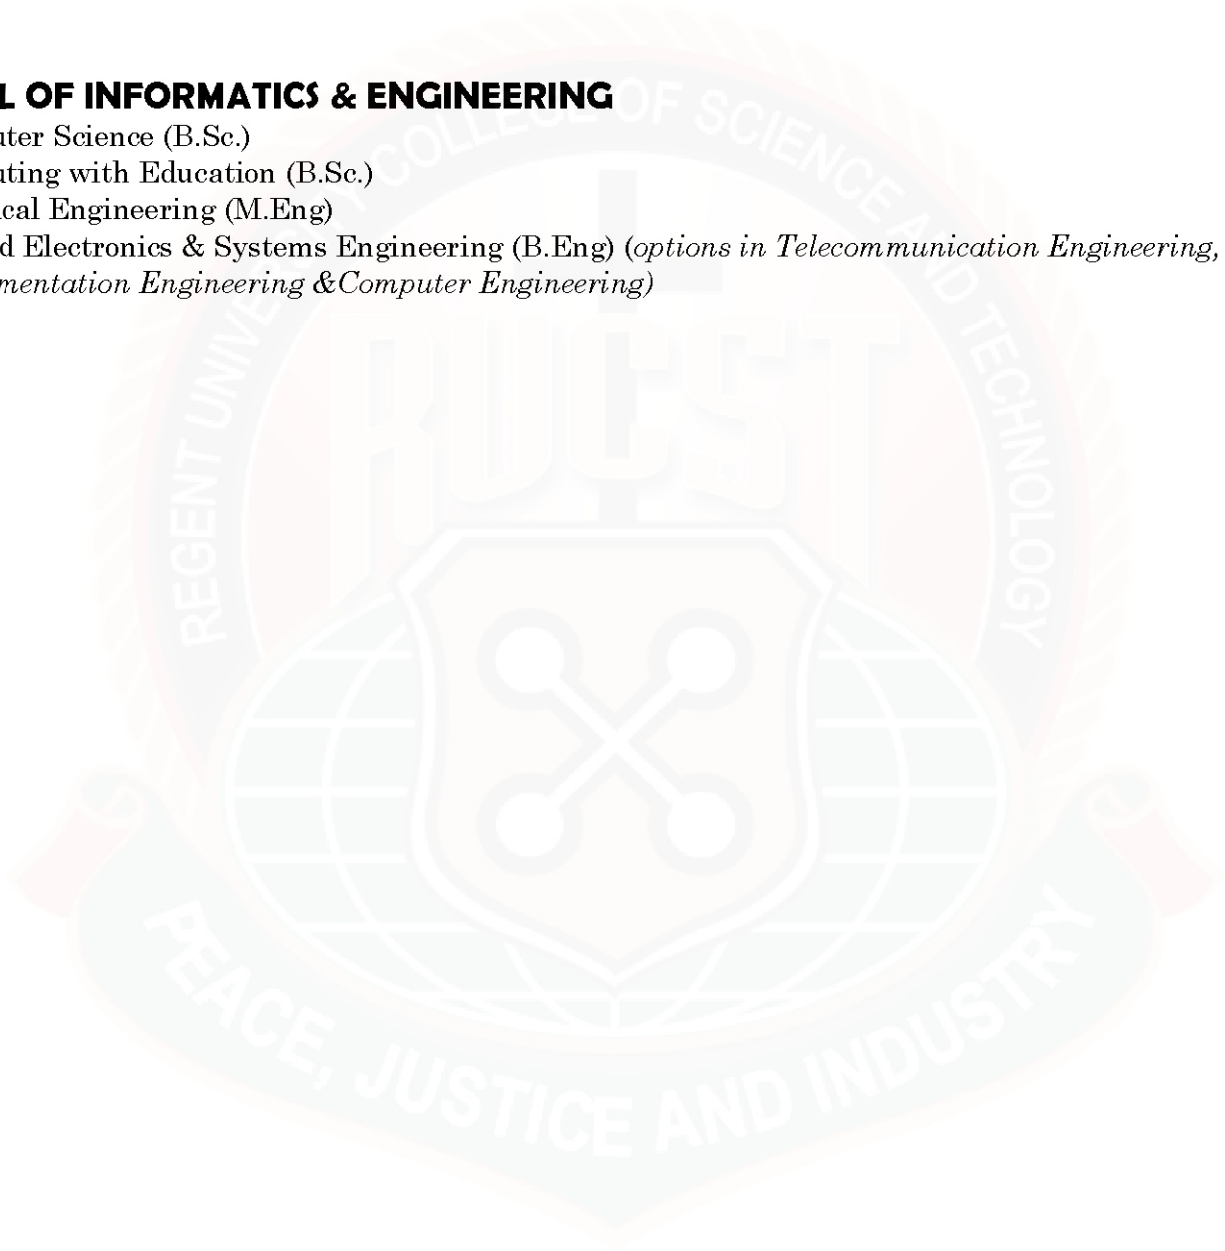 L OF INFORMATICS & ENGINEERING
uter Science (B.Sc.)
uting with Education (B.Sc.)
ical Engineering (M.Eng)
d Electronics & Systems Engineering (B.Eng) (options in Telecommunication Engineering,
mentation Engineering &Computer Engineering)
REGENT UNIVERSITY COLLEGE OF SCIENCE AND TECHNOLOGY
RUCST
PEACE, JUSTICE AND INDUSTRY